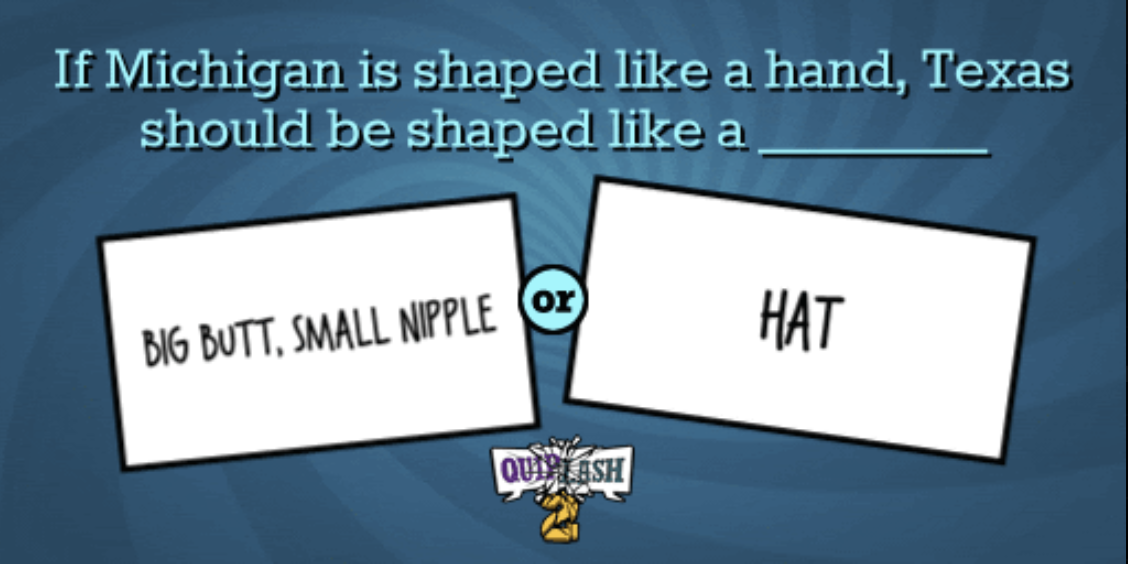 If Michigan is shaped like a hand, Texas
should be shaped like a ________
BIG BUTT, SMALL NIPPLE
or
HAT
QUIPLASH
2